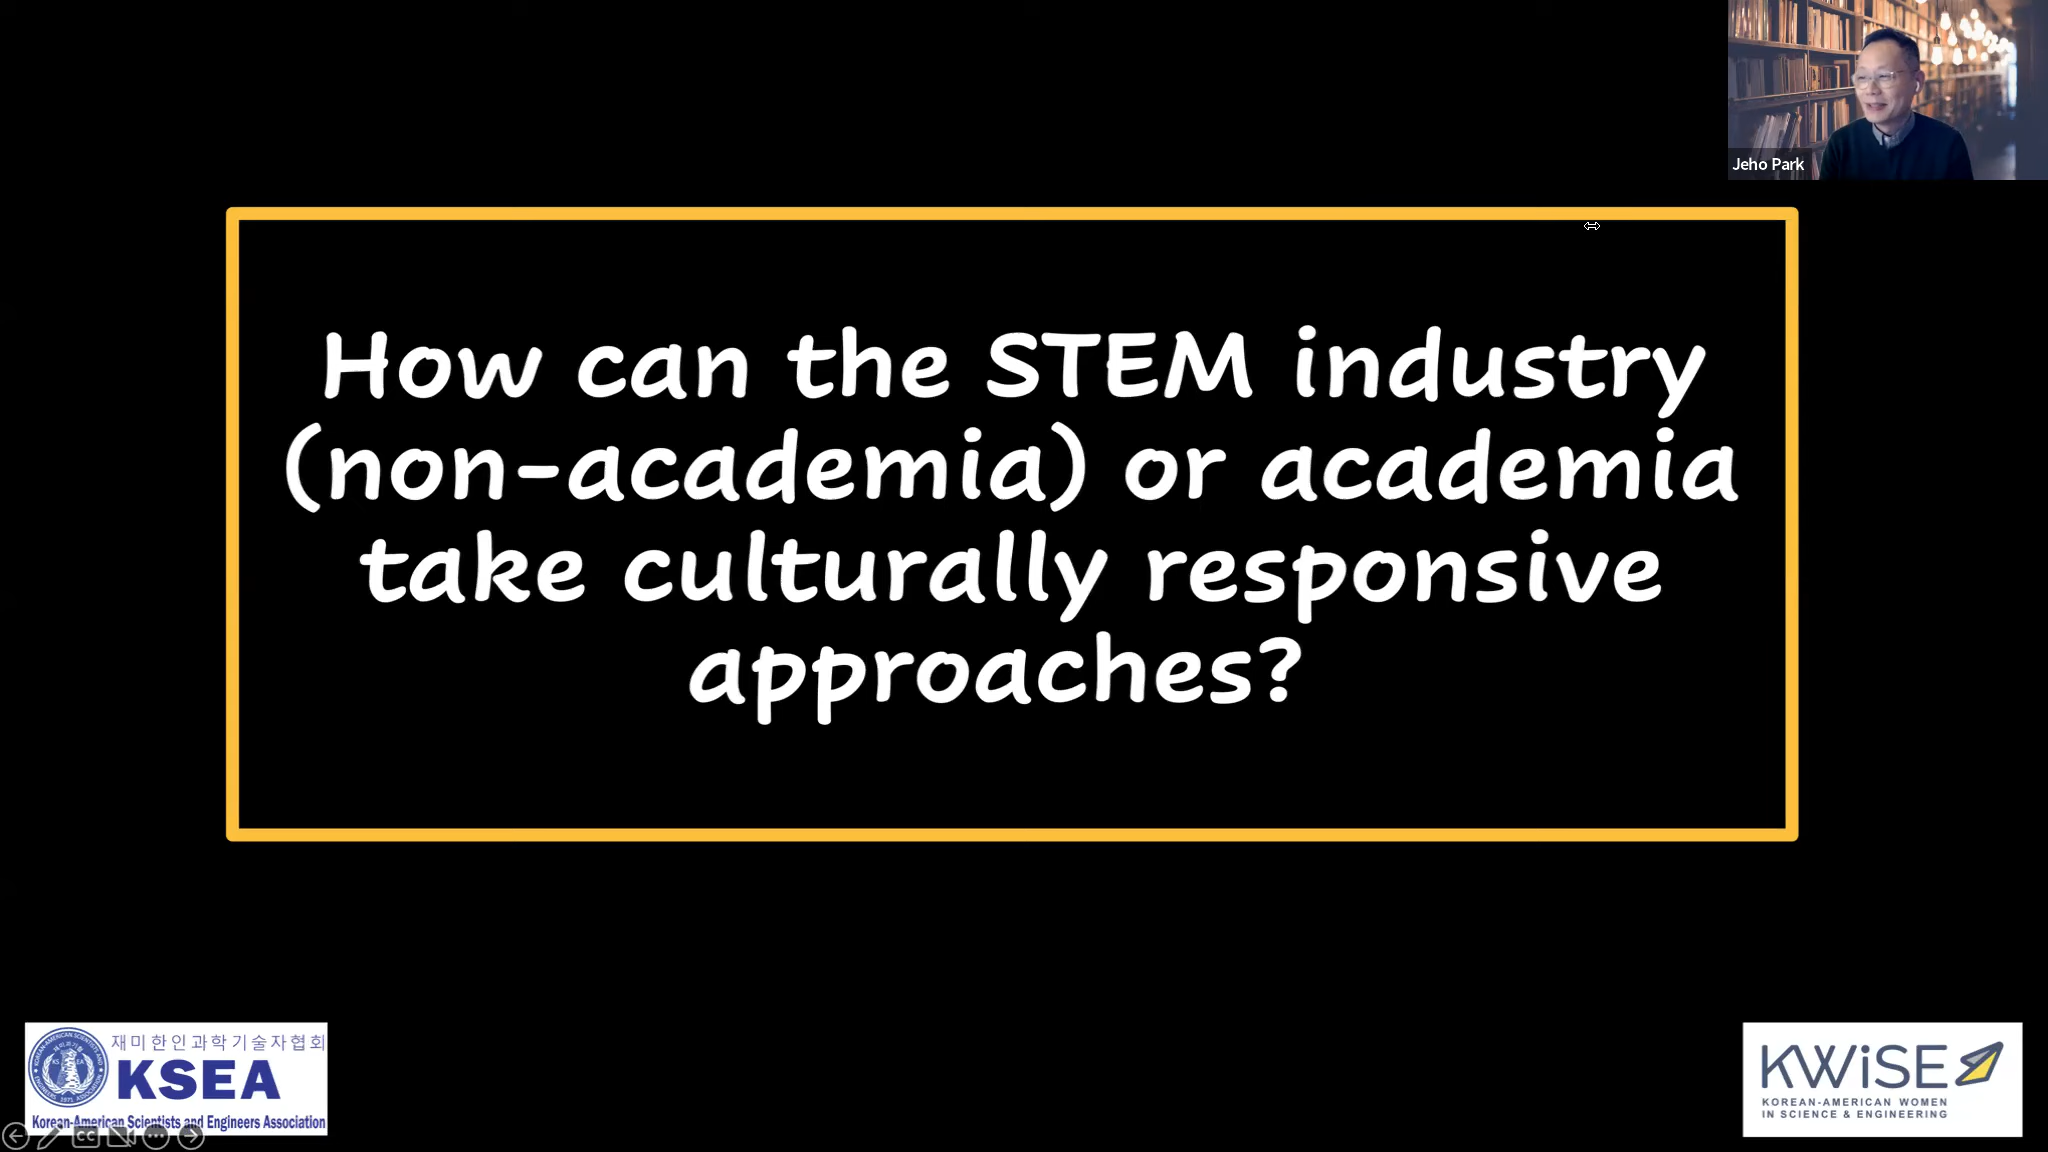 Jeho Park
How can the STEM industry
(non-academia) or academia
take culturally responsive
approaches?
재미한인과학기술자협회
KSEA
Korean-American Scientists and Engineers Association
KWiSE
KOREAN-AMERICAN WOMEN
IN SCIENCE & ENGINEERING
CC